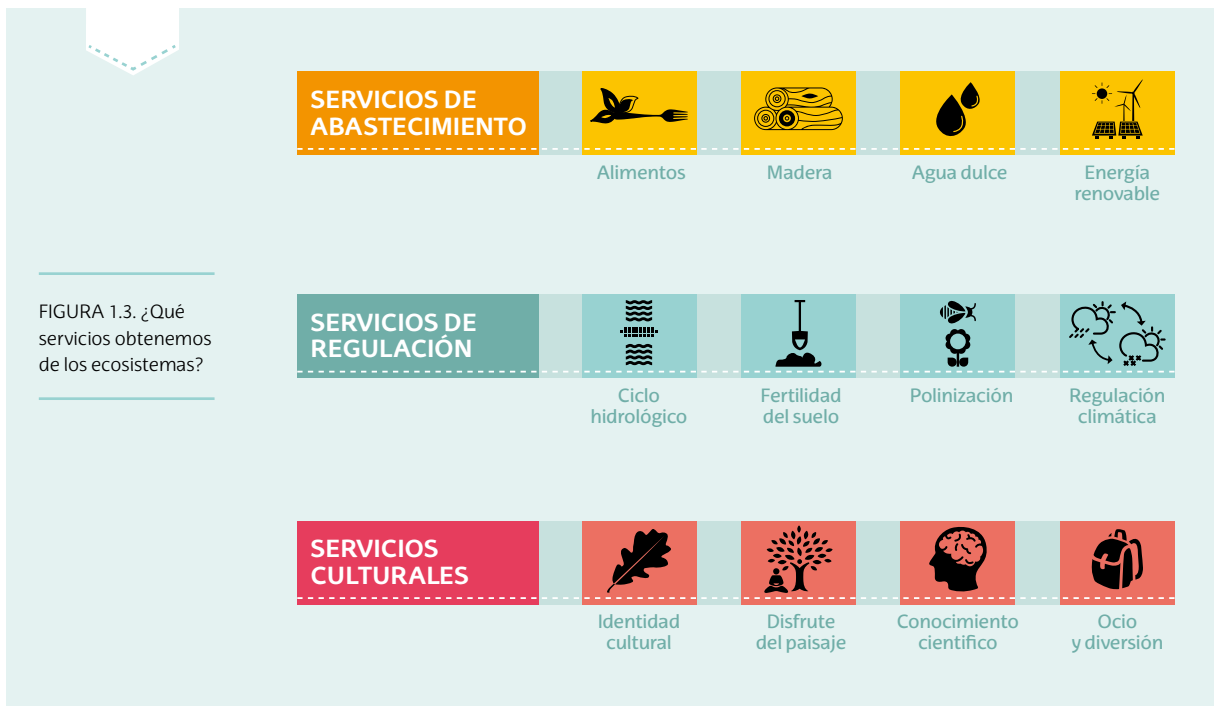 SERVICIOS DE
ABASTECIMIENTO
Alimentos
Madera
Agua dulce
Energía
renovable
FIGURA 1.3. ¿Qué
servicios obtenemos
de los ecosistemas?
SERVICIOS DE
REGULACIÓN
Ciclo
hidrológico
Fertilidad
del suelo
Polinización
Regulación
climática
SERVICIOS
CULTURALES
Identidad
cultural
Disfrute
del paisaje
Conocimiento
cientifico
Ocio
y diversión